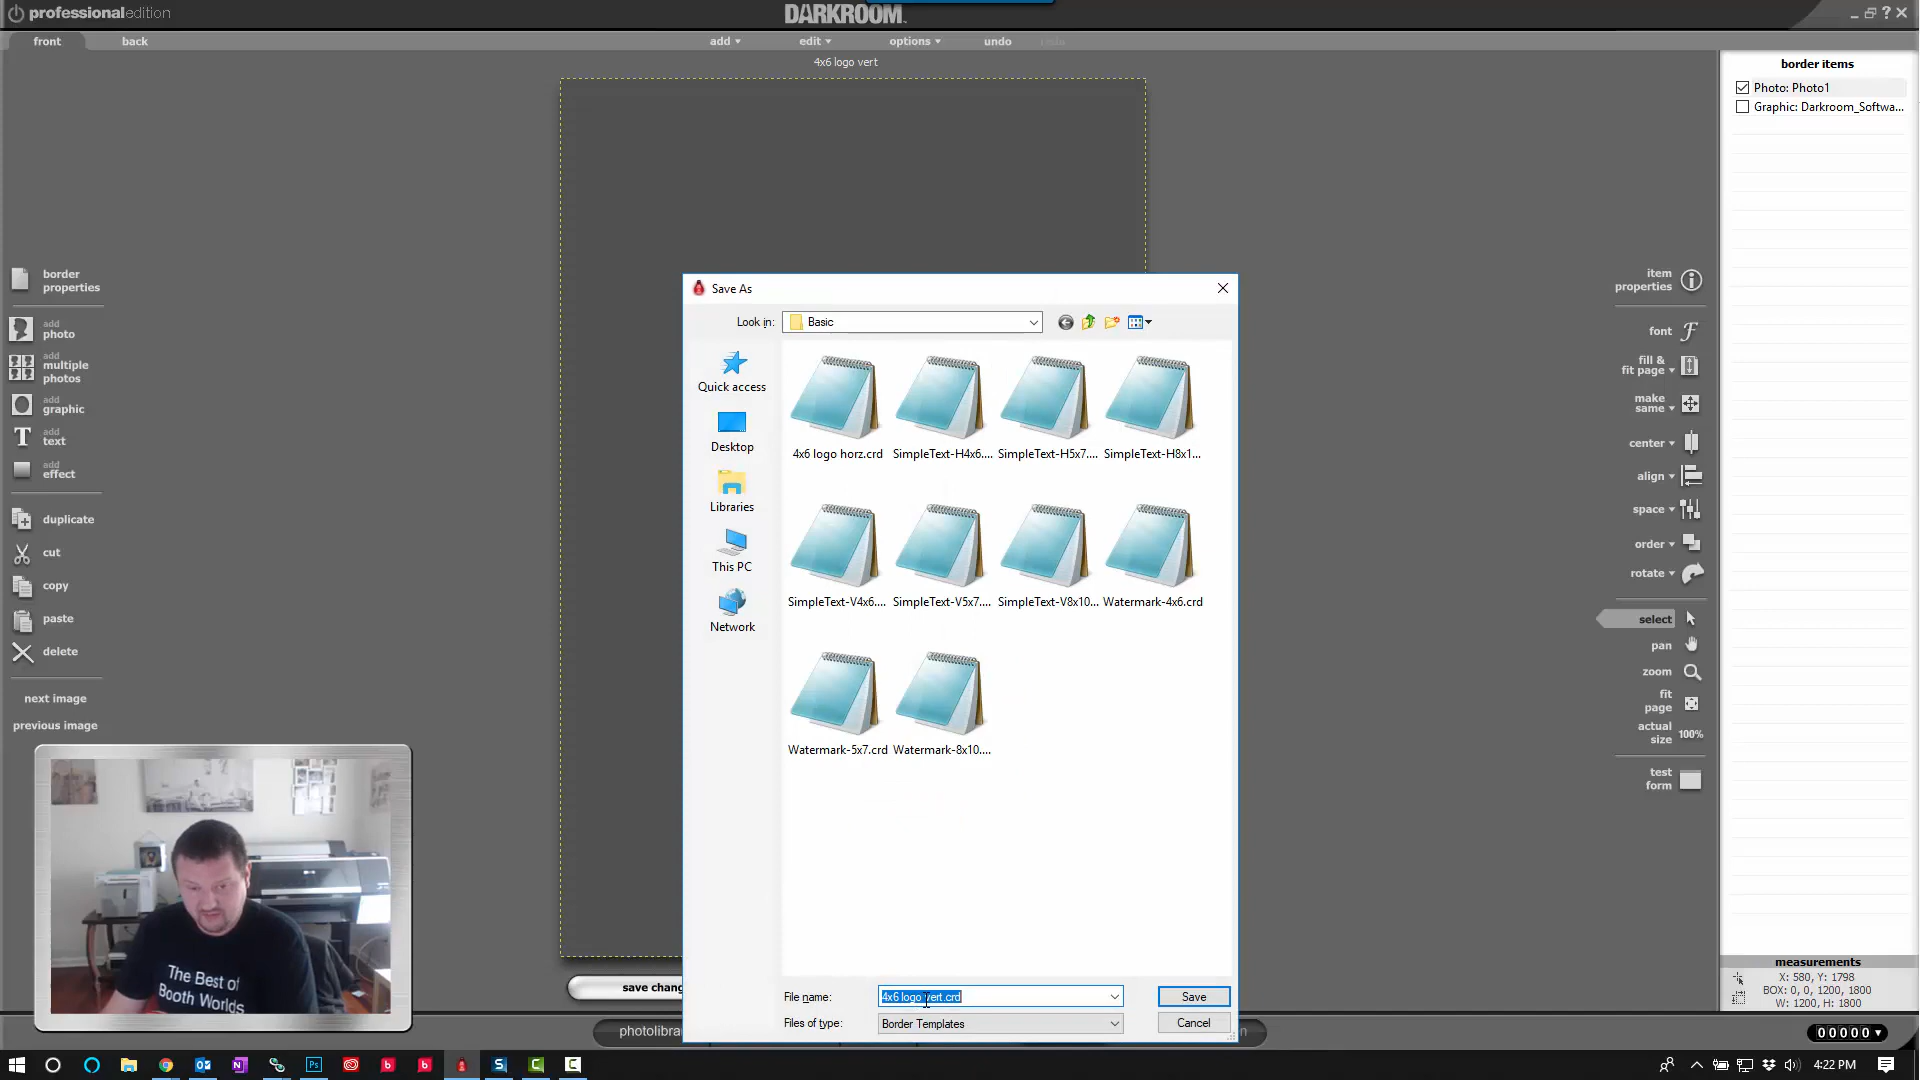 professionaledition
DARKROOM
front
back
add
edit
options
undo
redo
4x6 logo vert
border items
Photo: Photo1
Graphic: Darkroom_Softwa...
border
properties
add
photo
add
multiple
photos
add
graphic
add
text
add
effect
duplicate
cut
copy
paste
delete
next image
previous image
Save As
Look in:
Basic
Quick access
Desktop
Libraries
This PC
Network
4x6 logo horz.crd
SimpleText-H4x6....
SimpleText-H5x7....
SimpleText-H8x1...
SimpleText-V4x6....
SimpleText-V5x7....
SimpleText-V8x10...
Watermark-4x6.crd
Watermark-5x7.crd
Watermark-8x10....
File name:
4x6 logo vert.crd
Save
Files of type:
Border Templates
Cancel
item
properties
font
fill &
fit page
make
same
center
align
space
order
rotate
select
pan
zoom
fit
page
actual
size
100%
test
form
measurements
X: 580, Y: 1798
BOX: 0, 0, 1200, 1800
W: 1200, H: 1800
The Best of
Booth Worlds
save chang
photolibra
00000
4:22 PM